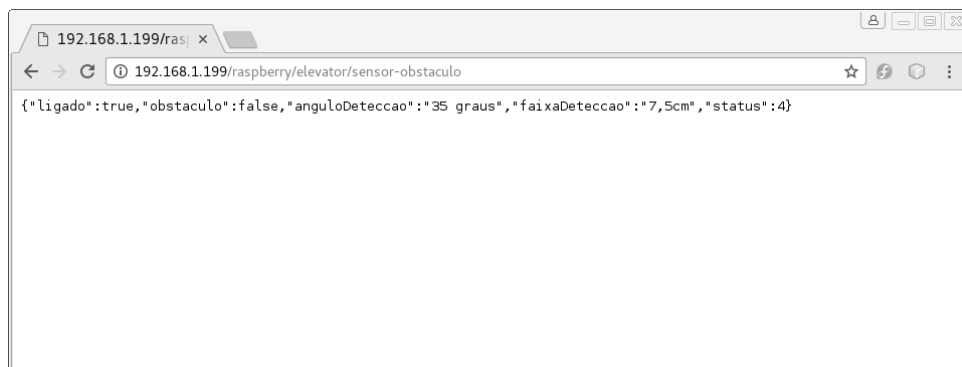 192.168.1.199/ras
192.168.1.199/raspberry/elevator/sensor-obstaculo
{"ligado":true,"obstaculo":false,"anguloDeteccao":"35 graus","faixaDeteccao":"7,5cm","status":4}